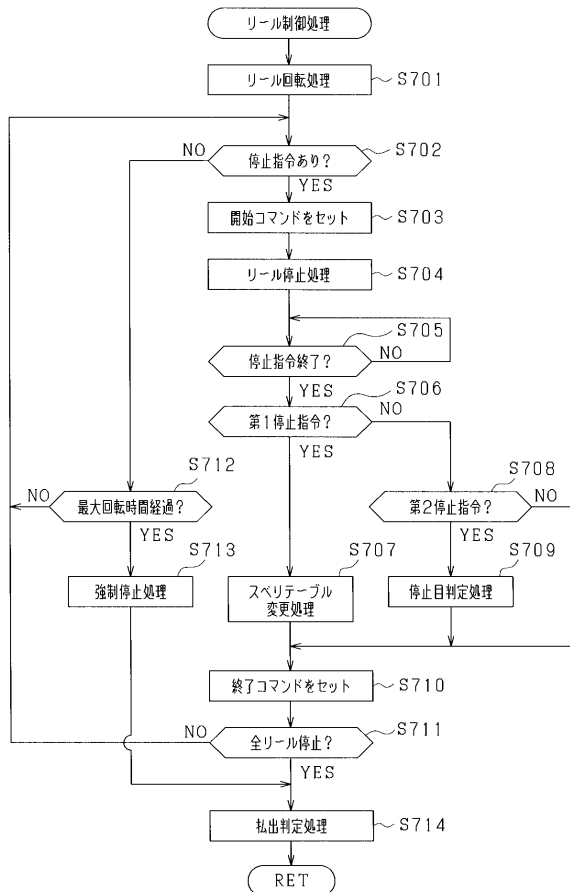 リール制御処理
リール回転処理
S701
NO
停止指令あり?
S702
YES
開始コマンドをセット
S703
リール停止処理
S704
停止指令終了?
S705
NO
YES
第1停止指令?
S706
NO
YES
S712
NO
最大回転時間経過?
YES
S708
第2停止指令?
NO
YES
S713
強制停止処理
S707
スベリテーブル
変更処理
S709
停止目判定処理
終了コマンドをセット
S710
NO
全リール停止?
S711
YES
払出判定処理
S714
RET